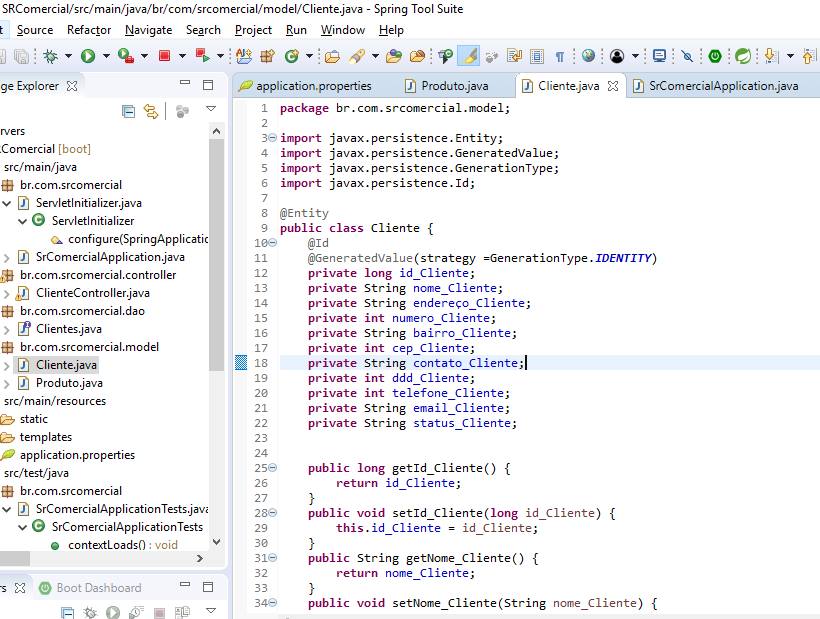 SRComercial/src/main/java/br/com/srcomercial/model/Cliente.java - Spring Tool Suite
t Source Refactor Navigate Search Project Run Window Help
ge Explorer
application.properties Produto.java Cliente.java SrComercialApplication.java
rvers
RComercial [boot]
src/main/java
br.com.srcomercial
ServletInitializer.java
ServletInitializer
configure(SpringApplicatic
SrComercialApplication.java
br.com.srcomercial.controller
ClienteController.java
br.com.srcomercial.dao
Clientes.java
br.com.srcomercial.model
Cliente.java
Produto.java
src/main/resources
static
templates
application.properties
src/test/java
br.com.srcomercial
SrComercialApplicationTests.java
SrComercialApplicationTests
contextLoads() : void
rs Boot Dashboard
1 package br.com.srcomercial.model;
2
3 import javax.persistence.Entity;
4 import javax.persistence.GeneratedValue;
5 import javax.persistence.GenerationType;
6 import javax.persistence.Id;
7
8 @Entity
9 public class Cliente {
10 @Id
11 @GeneratedValue(strategy =GenerationType.IDENTITY)
12 private long id_Cliente;
13 private String nome_Cliente;
14 private String endereço_Cliente;
15 private int numero_Cliente;
16 private String bairro_Cliente;
17 private int cep_Cliente;
18 private String contato_Cliente;
19 private int ddd_Cliente;
20 private int telefone_Cliente;
21 private String email_Cliente;
22 private String status_Cliente;
23
24
25 public long getId_Cliente() {
26 return id_Cliente;
27 }
28 public void setId_Cliente(long id_Cliente) {
29 this.id_Cliente = id_Cliente;
30 }
31 public String getNome_Cliente() {
32 return nome_Cliente;
33 }
34 public void setNome_Cliente(String nome_Cliente) {